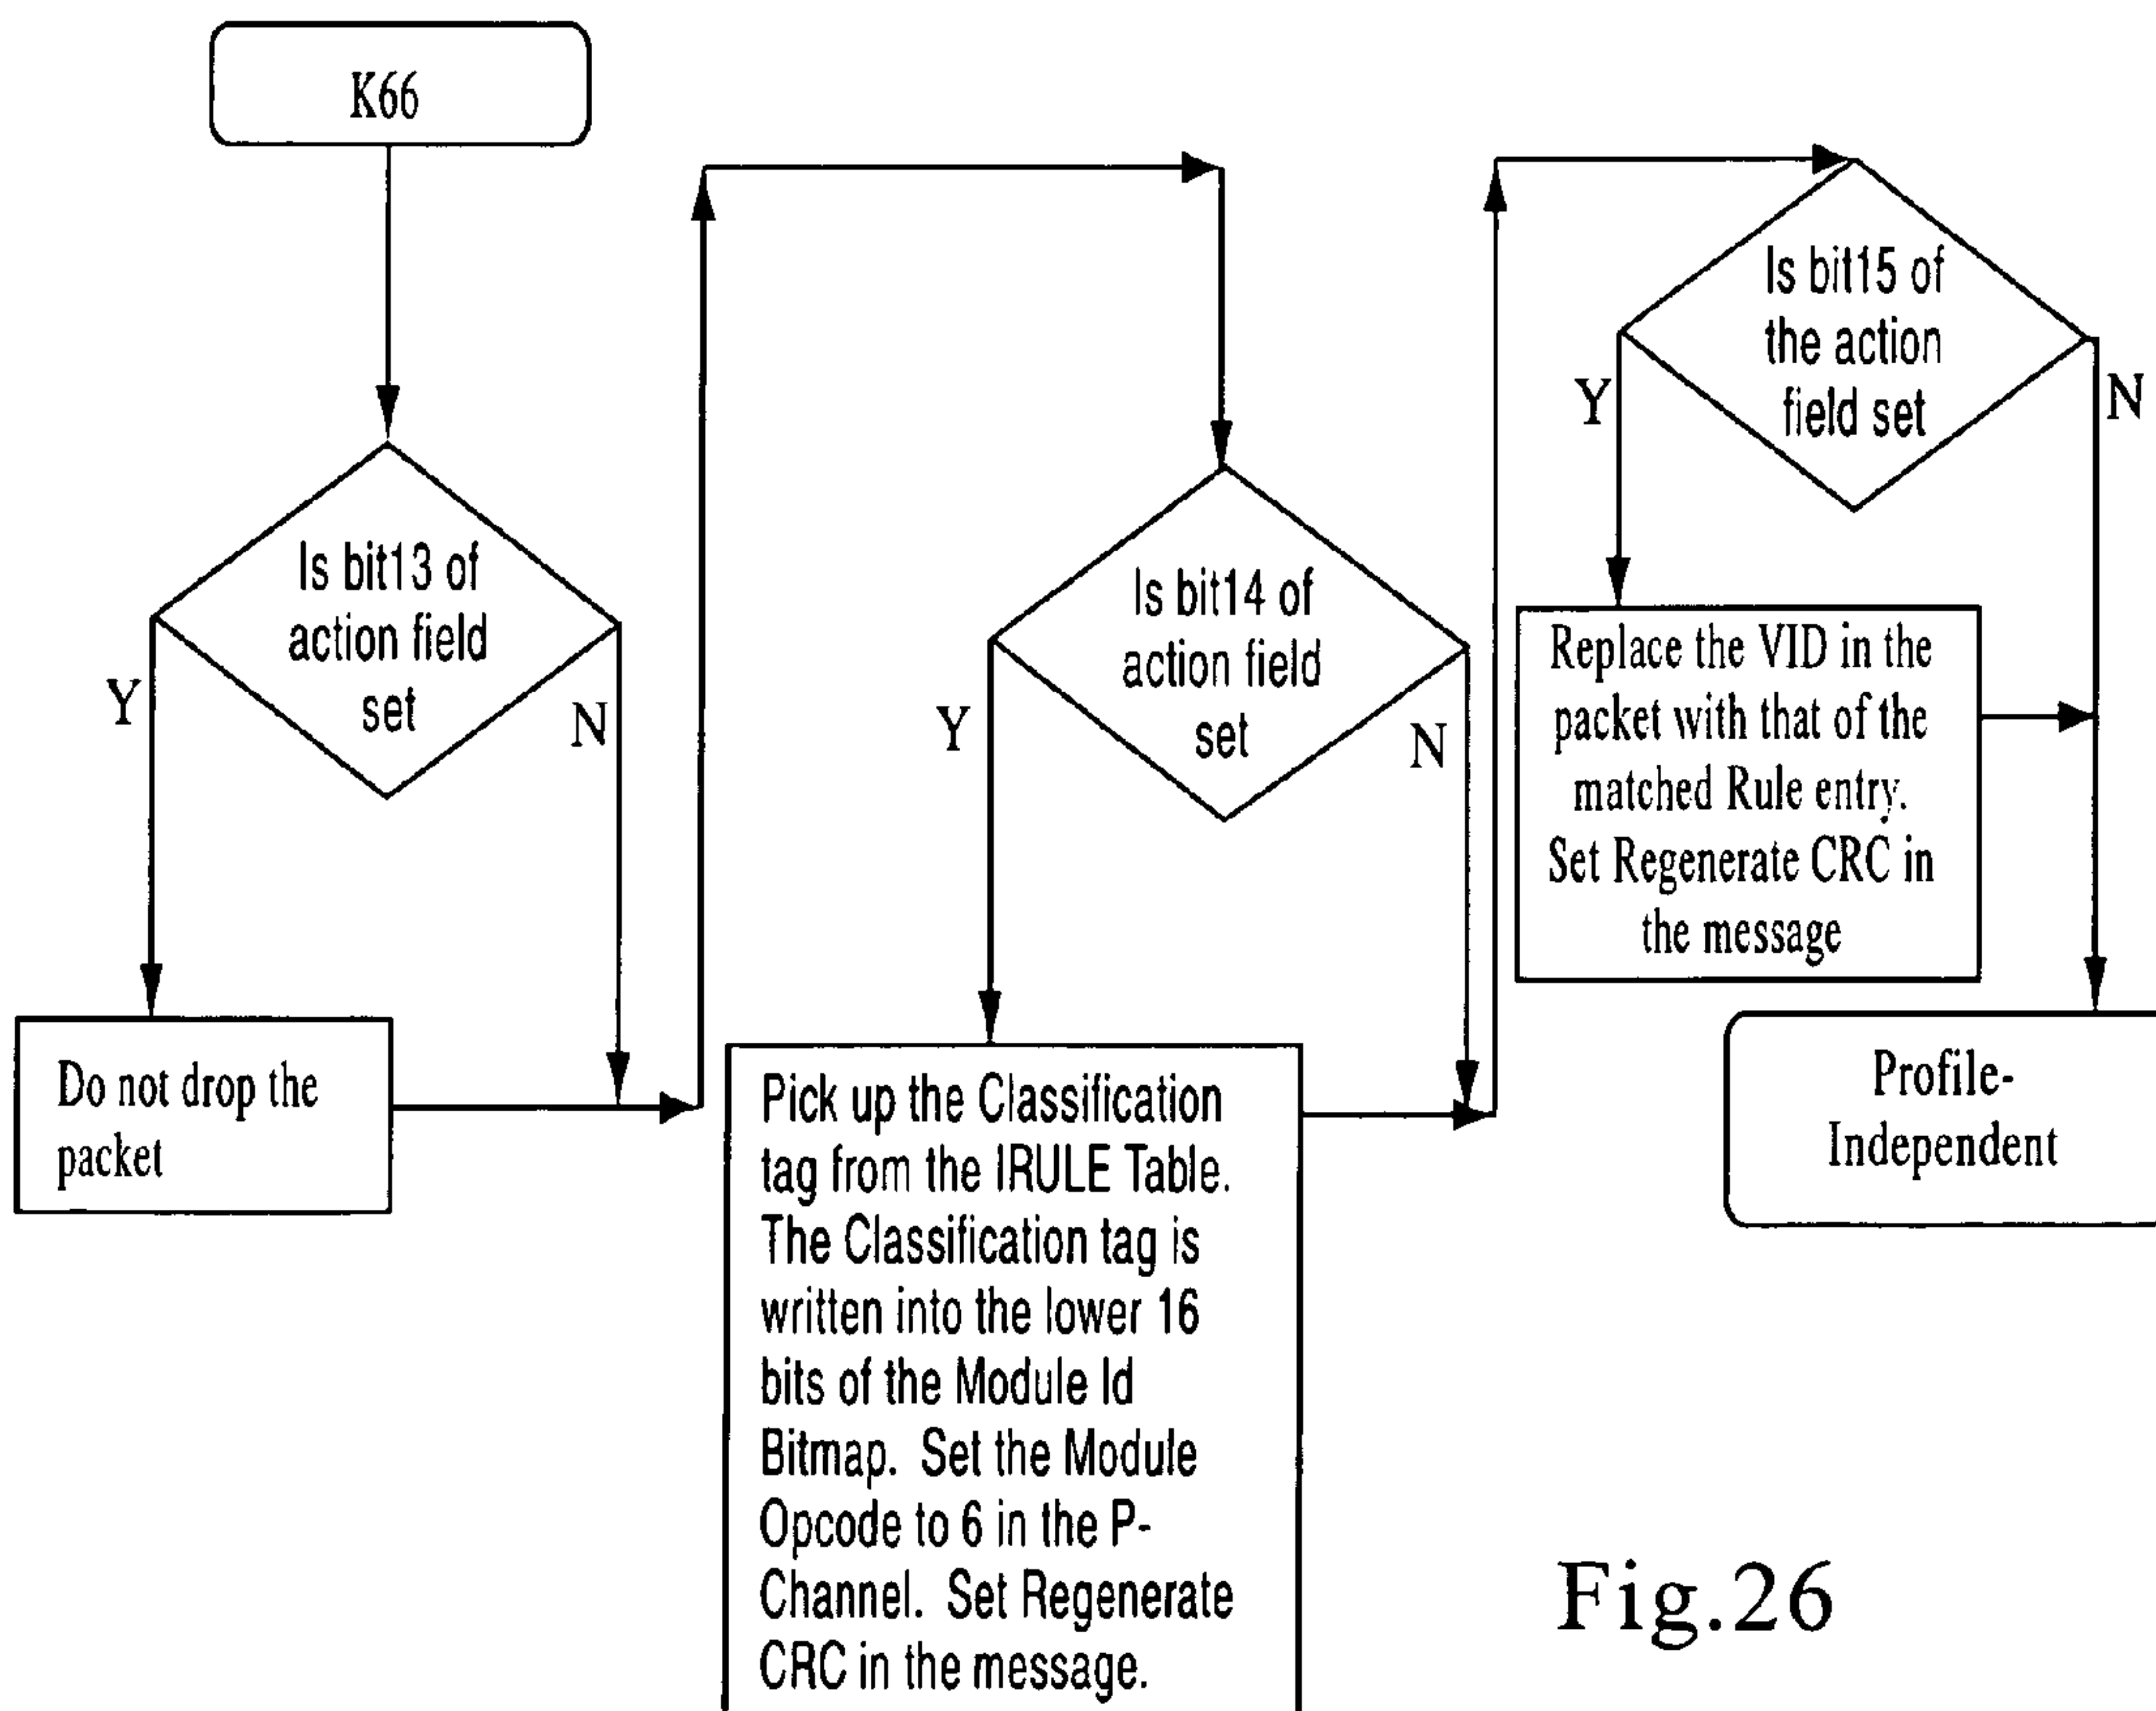 K66
Is bit13 of
action field
set
Y
N
Do not drop the
packet
Is bit14 of
action field
set
Y
N
Pick up the Classification
tag from the IRULE Table.
The Classification tag is
written into the lower 16
bits of the Module Id
Bitmap. Set the Module
Opcode to 6 in the P-
Channel. Set Regenerate
CRC in the message.
Is bit15 of
the action
field set
Y
N
Replace the VID in the
packet with that of the
matched Rule entry.
Set Regenerate CRC in
the message
Profile-
Independent
Fig.26